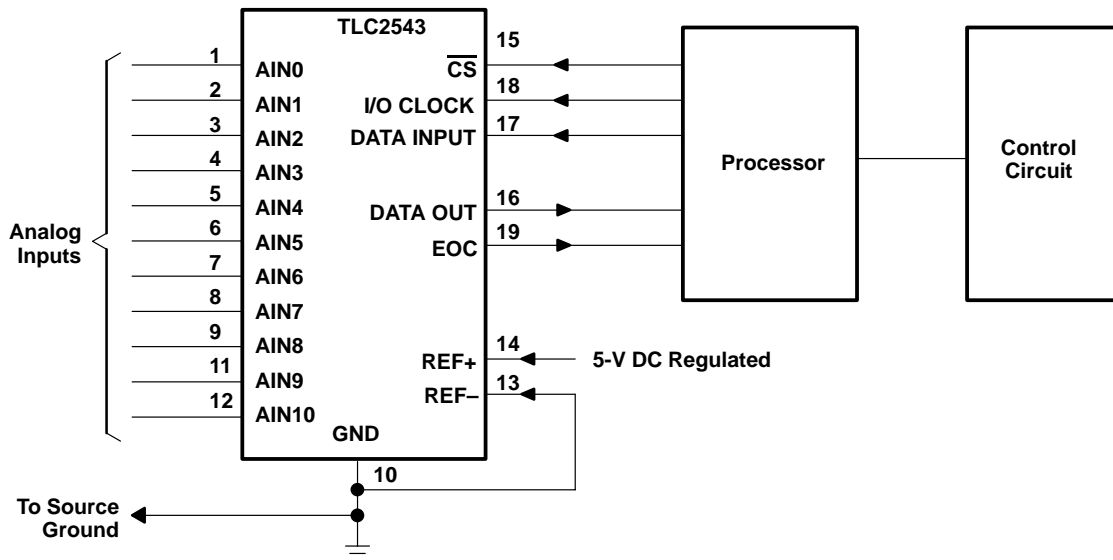 TLC2543
Analog
Inputs
1
AIN0
2
AIN1
3
AIN2
4
AIN3
5
AIN4
6
AIN5
7
AIN6
8
AIN7
9
AIN8
11
AIN9
12
AIN10
15
CS
18
I/O CLOCK
17
DATA INPUT
16
DATA OUT
19
EOC
14
REF+
5-V DC Regulated
13
REF–
GND
10
To Source
Ground
Processor
Control
Circuit